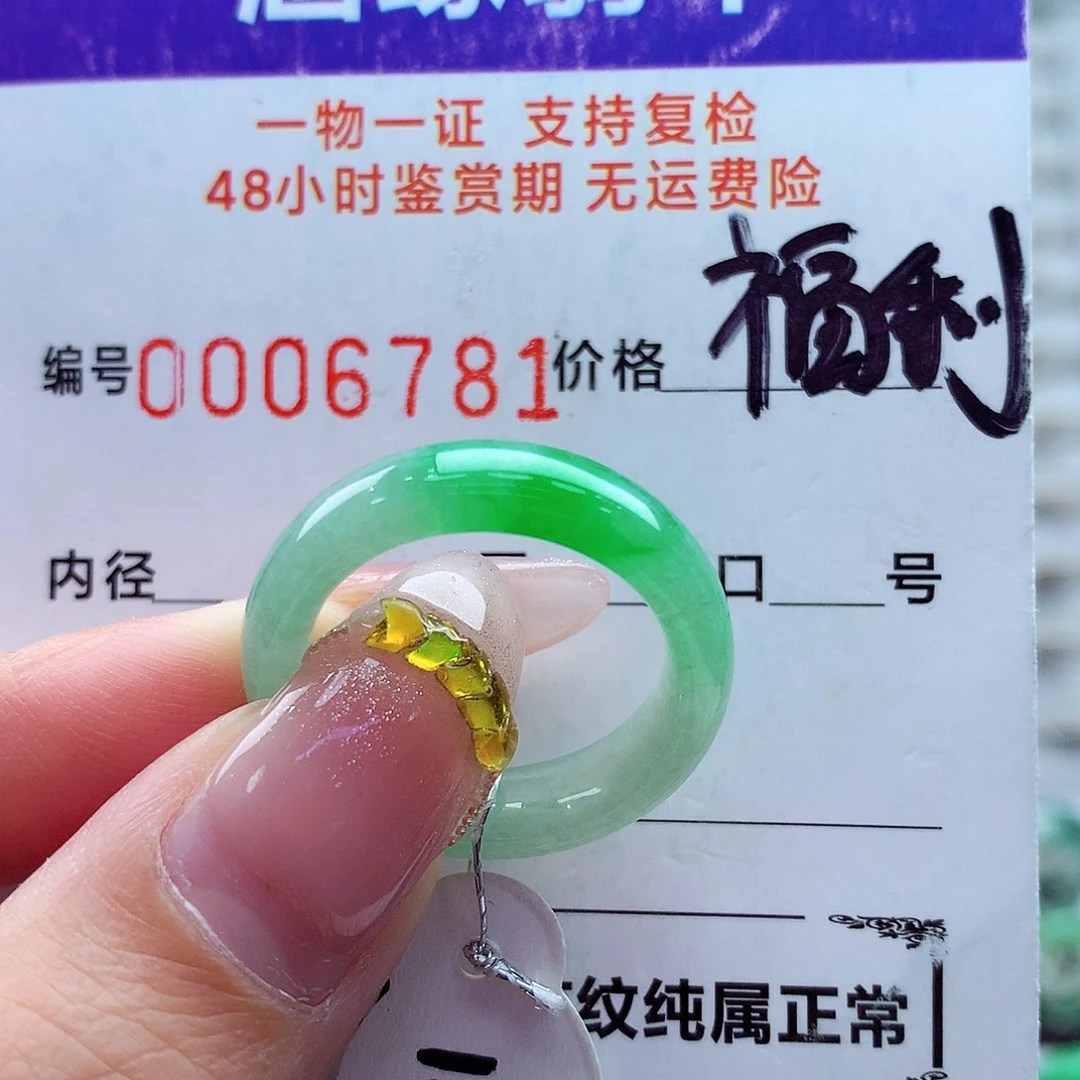 一物一证 支持复检
48小时鉴赏期 无运费险
编号0006781价格 福利
内径 口 号
纹纯属正常